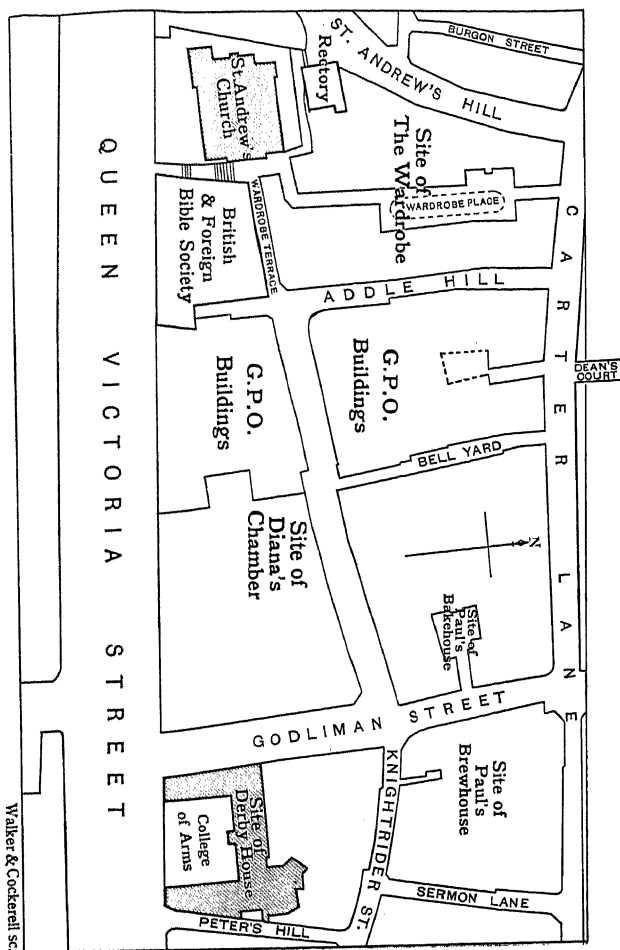 BURGON STREET
ST. ANDREW'S HILL
Rectory
St. Andrew's
Church
Site of
The Wardrobe
WARDROBE PLACE
CARTER LANE
WARDROBE TERRACE
British
& Foreign
Bible Society
ADDLE HILL
DEAN'S
COURT
G.P.O.
Buildings
G.P.O.
Buildings
BELL YARD
QUEEN VICTORIA STREET
Site of
Diana's
Chamber
N
Site of
Paul's
Bakehouse
GODLIMAN STREET
KNIGHTRIDER ST.
Site of
Paul's
Brewhouse
Site of
Derby House
College
of Arms
SERMON LANE
PETER'S HILL
Walker & Cockerell sc.